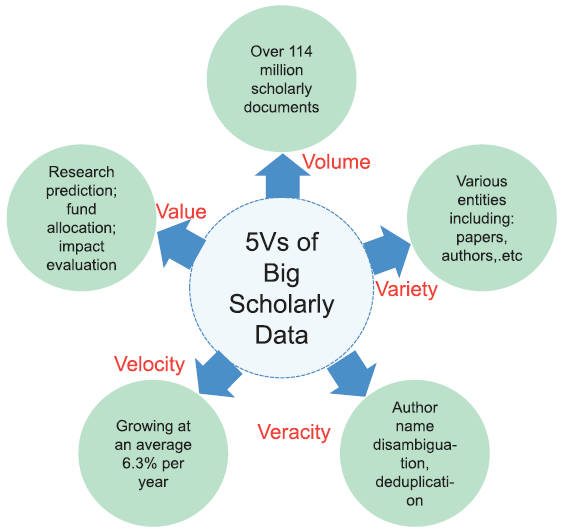 Over 114
million
scholarly
documents
Volume
Research
prediction;
fund
allocation;
impact
evaluation
Value
Various
entities
including:
papers,
authors,.etc
Variety
5Vs of
Big
Scholarly
Data
Velocity
Growing at
an average
6.3% per
year
Veracity
Author
name
disambigua-
tion,
deduplicati-
on